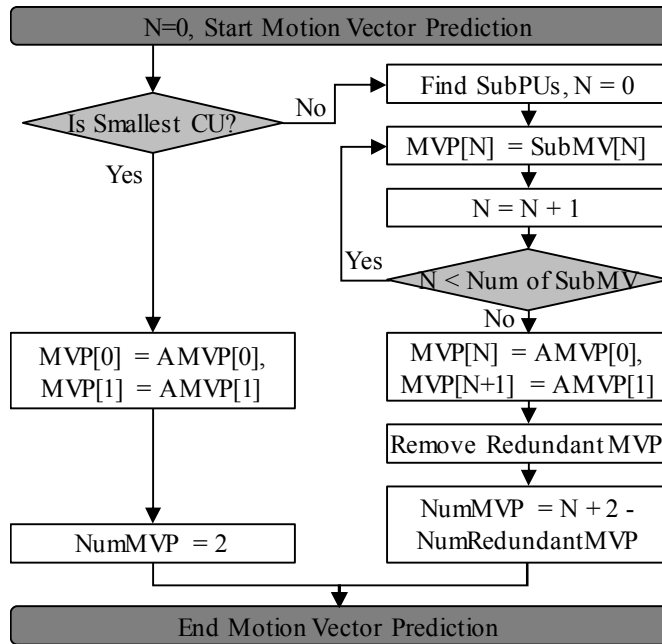 N=0, Start Motion Vector Prediction
Is Smallest CU?
No
Yes
Find SubPUs, N = 0
MVP[N] = SubMV[N]
N = N + 1
Yes
N < Num of SubMV
No
MVP[0] = AMVP[0],
MVP[1] = AMVP[1]
MVP[N] = AMVP[0],
MVP[N+1] = AMVP[1]
Remove Redundant MVP
NumMVP = 2
NumMVP = N + 2 -
NumRedundantMVP
End Motion Vector Prediction